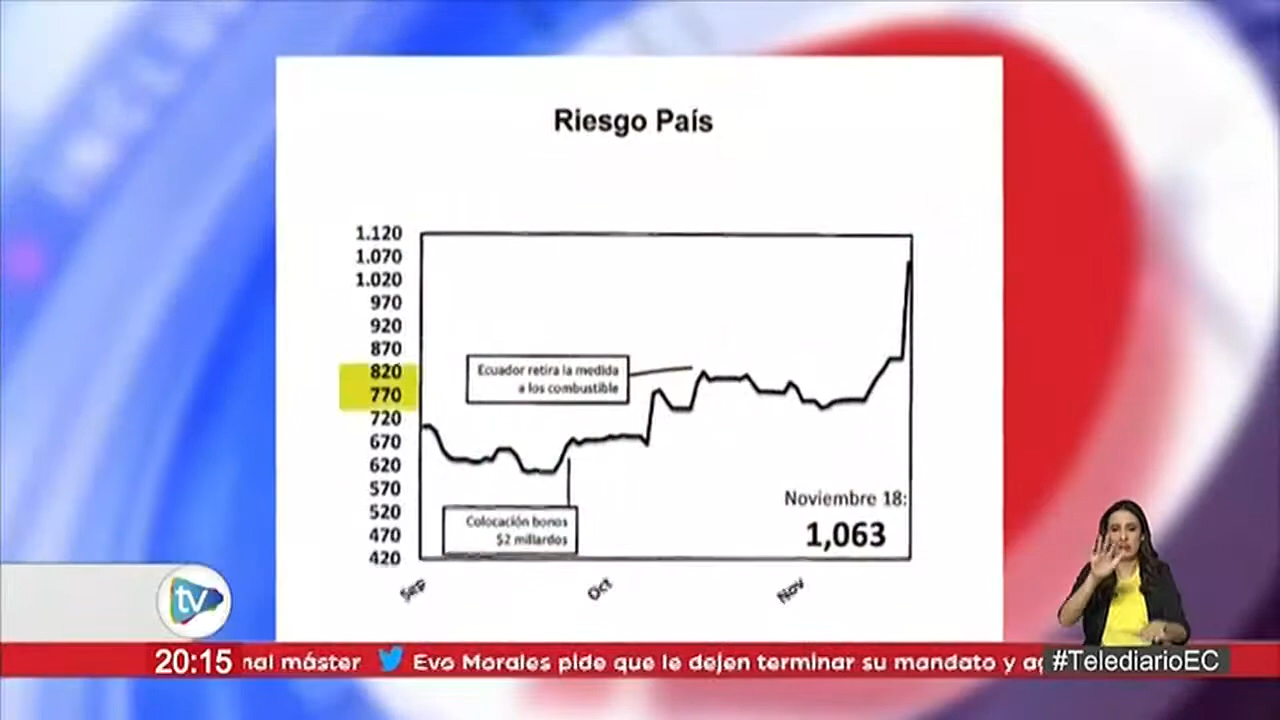 Riesgo País
1.120
1.070
1.020
970
920
870
820
770
720
670
620
570
520
470
420
Ecuador retira la medida
a los combustible
Colocación bonos
$2 millardos
Noviembre 18:
1,063
Sep
Oct
Nov
tv
20:15 nal máster Evo Morales pide que le dejen terminar su mandato y ag #TelediarioEC